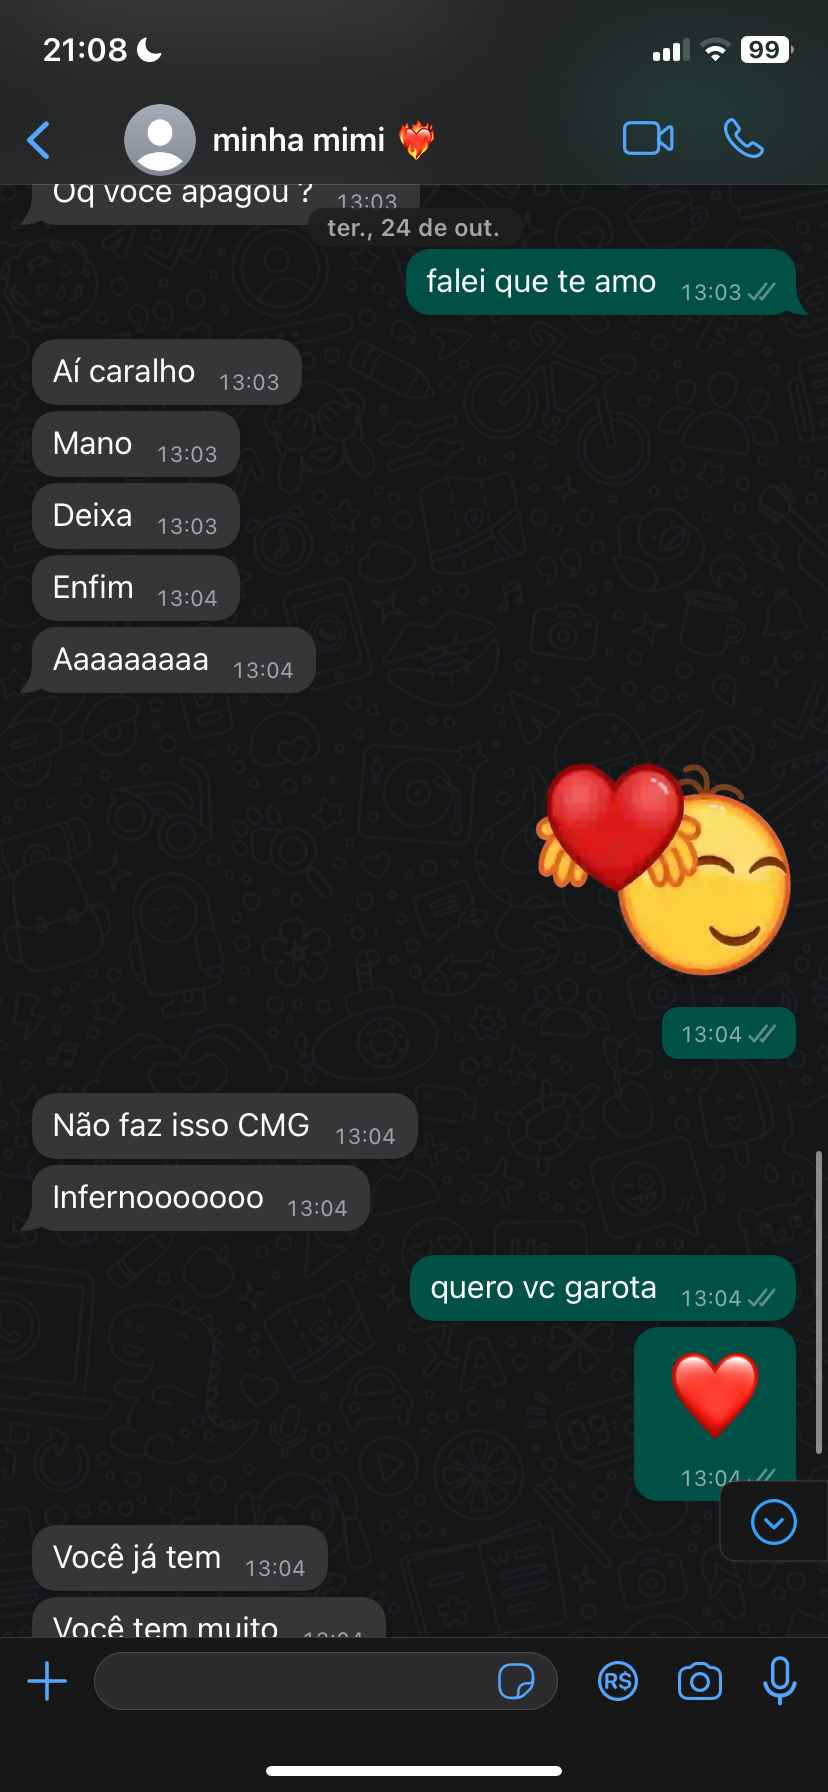 21:08
99
minha mimi
Oq você apagou ? 13:03
ter., 24 de out.
falei que te amo 13:03
Aí caralho 13:03
Mano 13:03
Deixa 13:03
Enfim 13:04
Aaaaaaaaa 13:04
13:04
Não faz isso CMG 13:04
Infernooooooo 13:04
quero vc garota 13:04
13:04
Você já tem 13:04
Você tem muito 13:04
R$